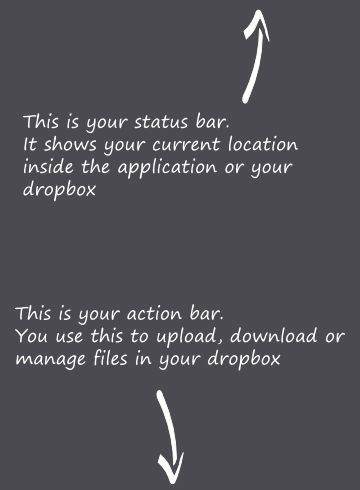 This is your status bar.
It shows your current location
inside the application or your
dropbox
This is your action bar.
You use this to upload, download or
manage files in your dropbox